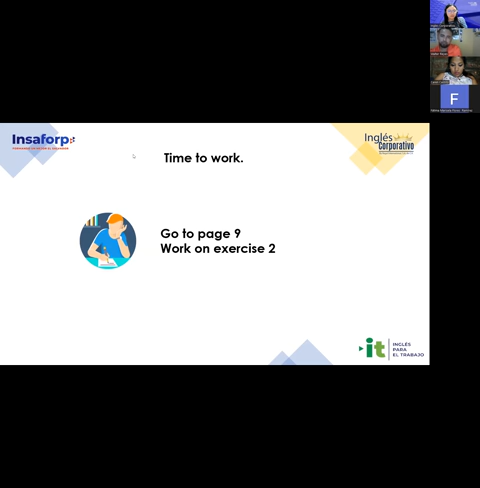 Insaforp
Inglés
Corporativo
Time to work.
Go to page 9
Work on exercise 2
it
INGLÉS
PARA
EL TRABAJO
F